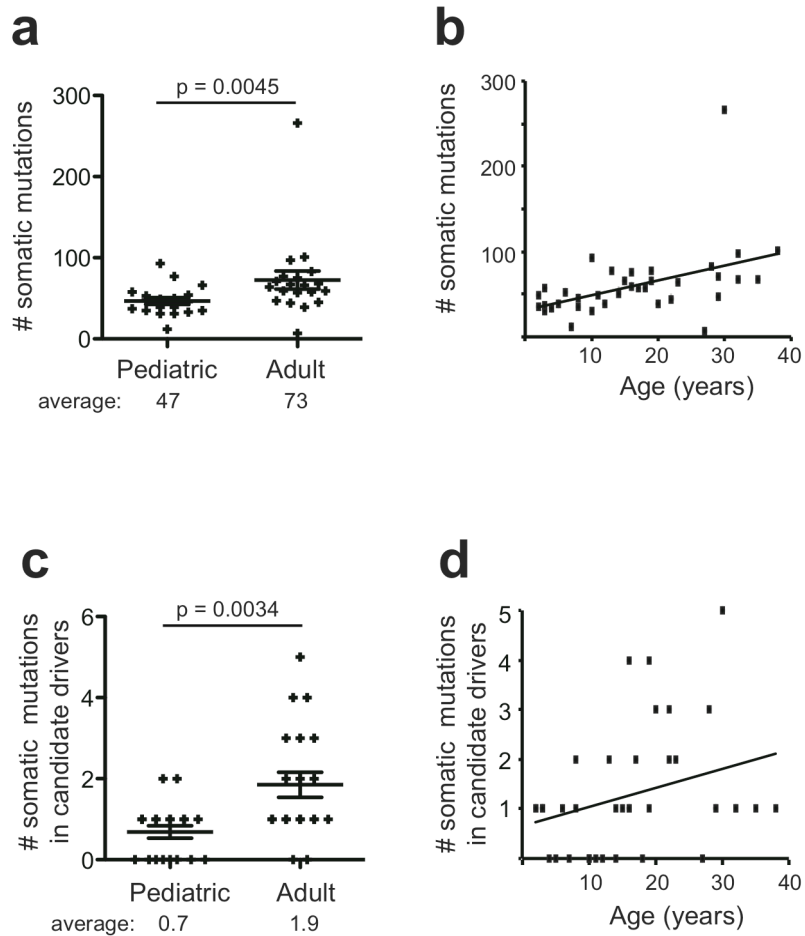 a
p = 0.0045
# somatic mutations
300
200
100
0
Pediatric Adult
average: 47 73
b
# somatic mutations
300
200
100
10 20 30 40
Age (years)
c
p = 0.0034
# somatic mutations
in candidate drivers
6
4
2
0
Pediatric Adult
average: 0.7 1.9
d
# somatic mutations
in candidate drivers
5
4
3
2
1
10 20 30 40
Age (years)